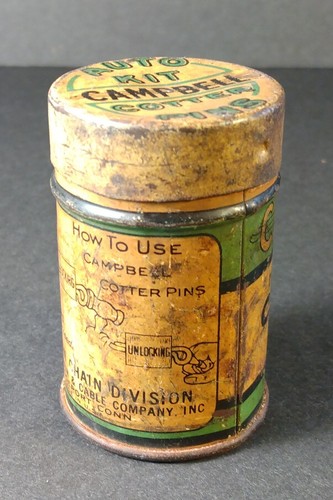 AUTO
KIT
CAMPBELL
COTTER
PINS
HOW TO USE
CAMPBELL
COTTER PINS
UNLOCKING
CHAIN DIVISION
& CABLE COMPANY, INC
CONN